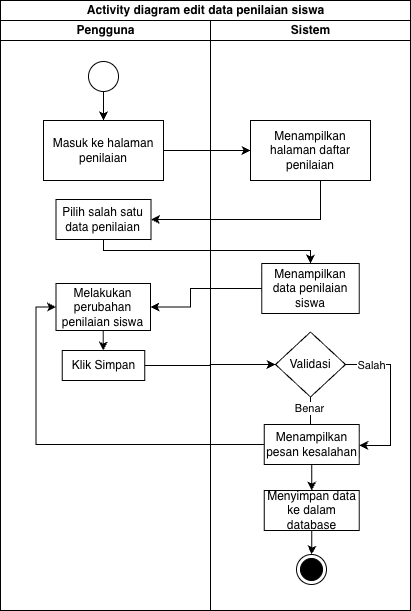 Activity diagram edit data penilaian siswa
Pengguna
Sistem
Masuk ke halaman
penilaian
Menampilkan
halaman daftar
penilaian
Pilih salah satu
data penilaian
Menampilkan
data penilaian
siswa
Melakukan
perubahan
penilaian siswa
Klik Simpan
Validasi
Salah
Benar
Menampilkan
pesan kesalahan
Menyimpan data
ke dalam
database